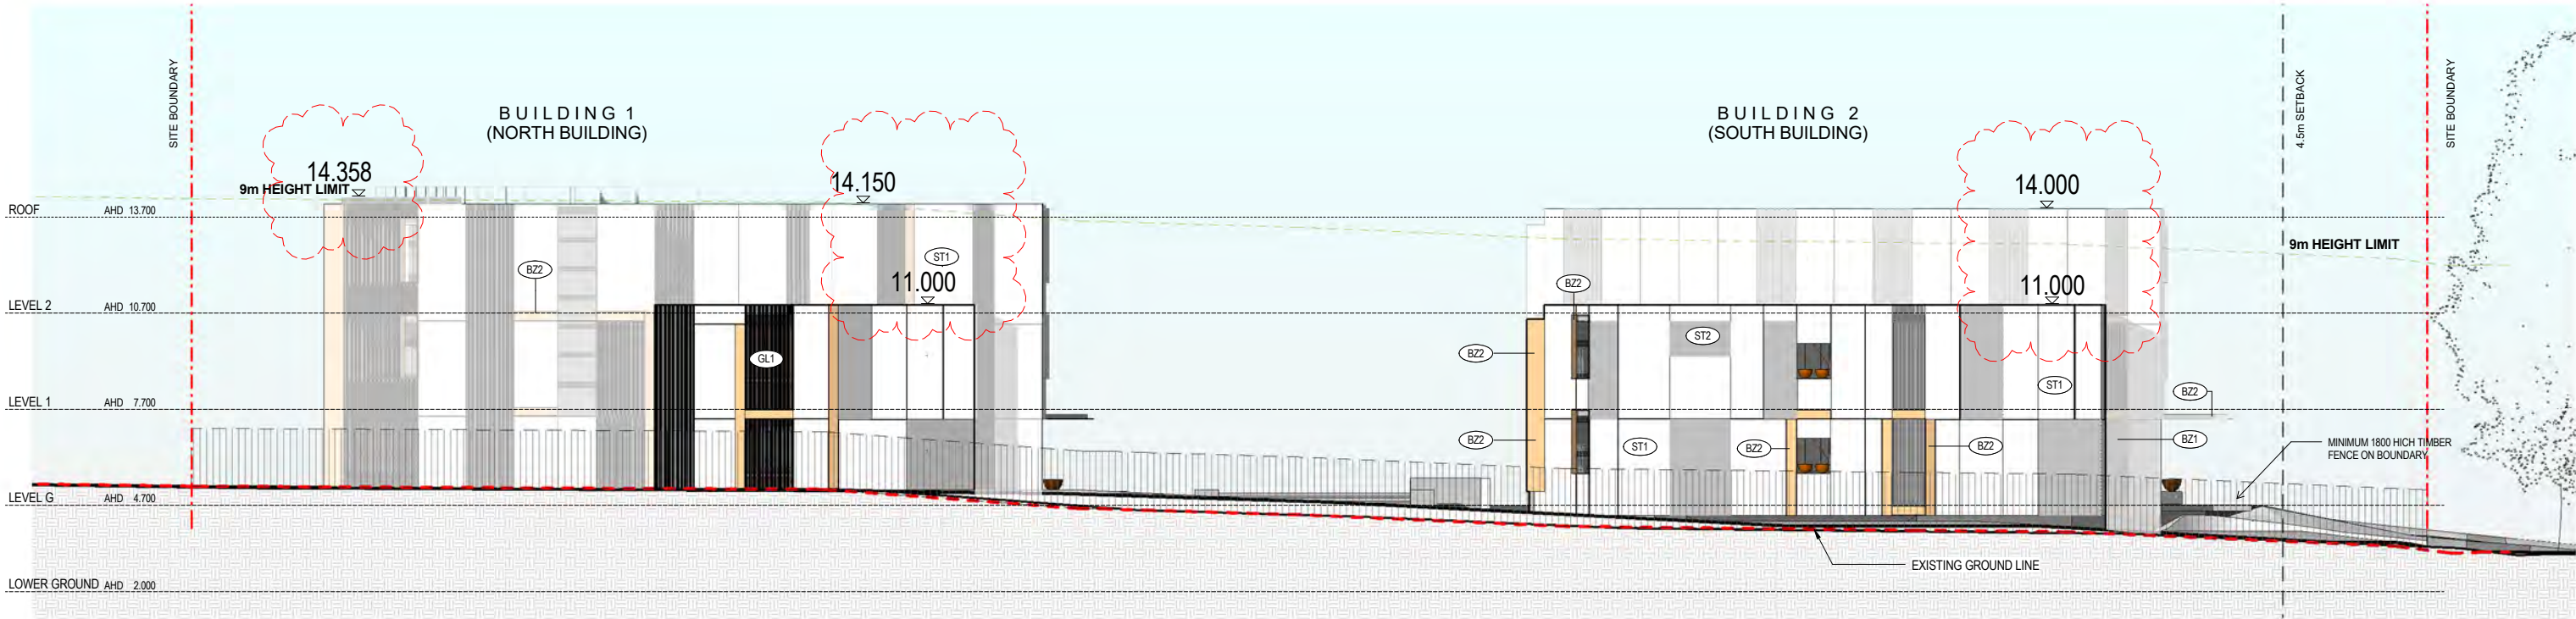 SITE BOUNDARY
BUILDING 1
(NORTH BUILDING)
BUILDING 2
(SOUTH BUILDING)
4.5m SETBACK
SITE BOUNDARY
14.358
9m HEIGHT LIMIT
14.150
14.000
ROOF AHD 13.700
9m HEIGHT LIMIT
ST1
BZ2
11.000
BZ2
11.000
LEVEL 2 AHD 10.700
ST2
GL1
BZ2
ST1
BZ2
LEVEL 1 AHD 7.700
BZ2
ST1
BZ2
BZ2
BZ1
MINIMUM 1800 HICH TIMBER
FENCE ON BOUNDARY
LEVEL G AHD 4.700
EXISTING GROUND LINE
LOWER GROUND AHD 2.000